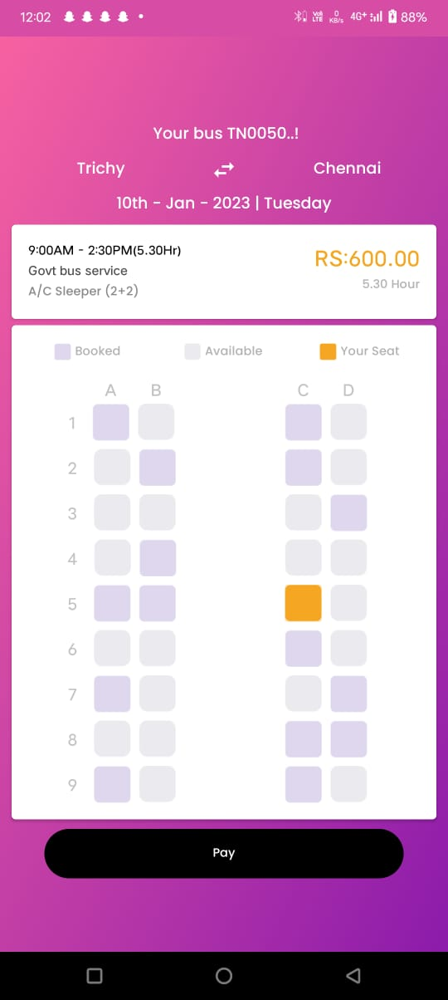 12:02 Vo)) LTE 0 KB/s 4G+ 88%
Your bus TN0050..!
Trichy Chennai
10th - Jan - 2023 | Tuesday
9:00AM - 2:30PM(5.30Hr)
RS:600.00
Govt bus service
5.30 Hour
A/C Sleeper (2+2)
Booked Available Your Seat
A B C D
1
2
3
4
5
6
7
8
9
Pay